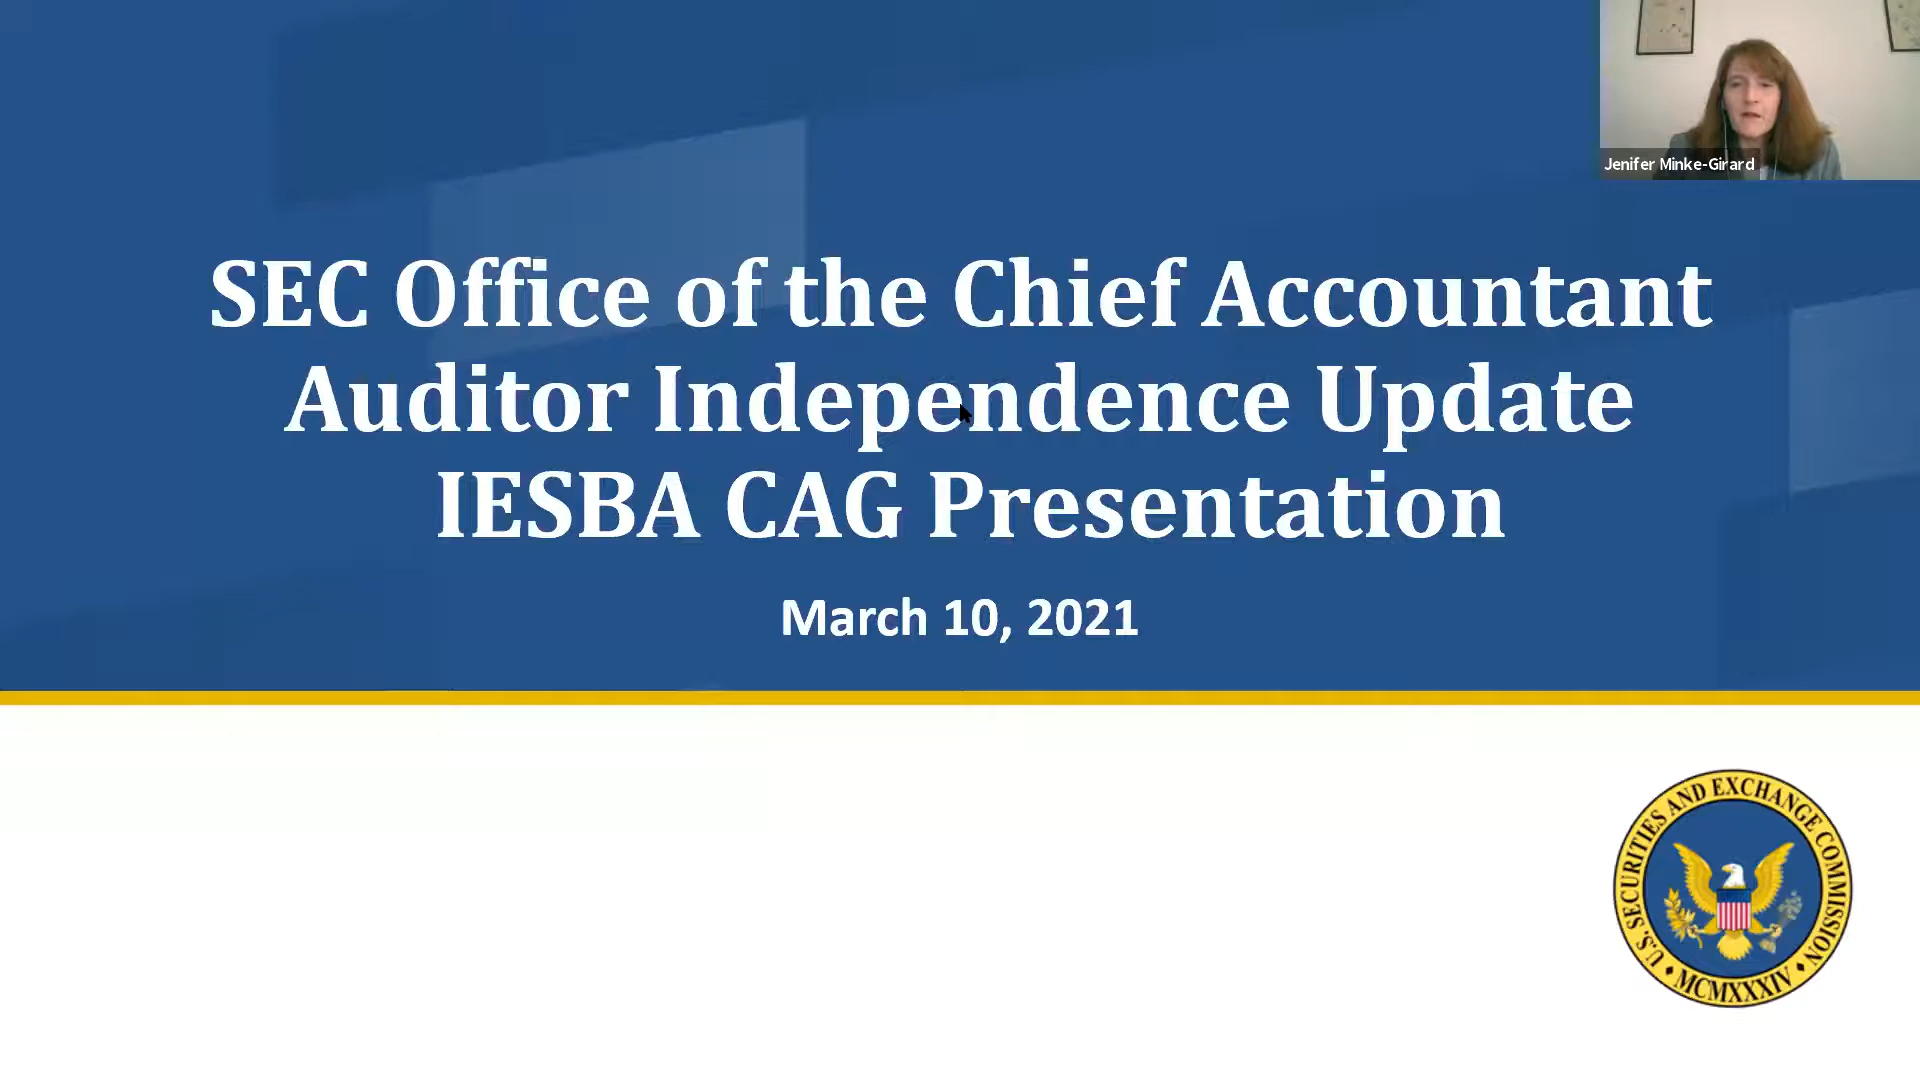 Jenifer Minke-Girard
SEC Office of the Chief Accountant
Auditor Independence Update
IESBA CAG Presentation
March 10, 2021
U.S. SECURITIES AND EXCHANGE COMMISSION
MCMXXXIV